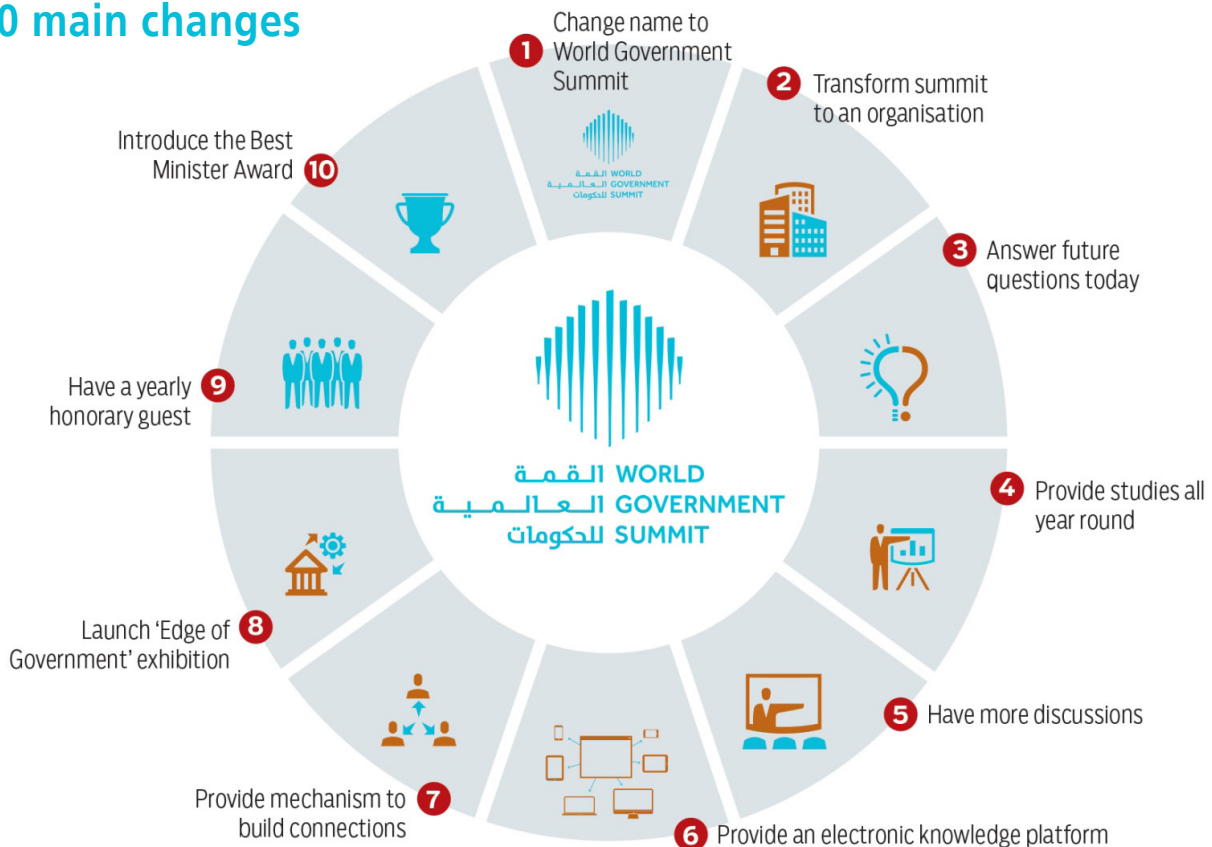 0 main changes
1
Change name to
World Government
Summit
القمة WORLD
العالمية GOVERNMENT
للحكومات SUMMIT
2
Transform summit
to an organisation
3
Answer future
questions today
4
Provide studies all
year round
5
Have more discussions
6
Provide an electronic knowledge platform
7
Provide mechanism to
build connections
8
Launch ‘Edge of
Government’ exhibition
9
Have a yearly
honorary guest
10
Introduce the Best
Minister Award
القمة WORLD
العالمية GOVERNMENT
للحكومات SUMMIT